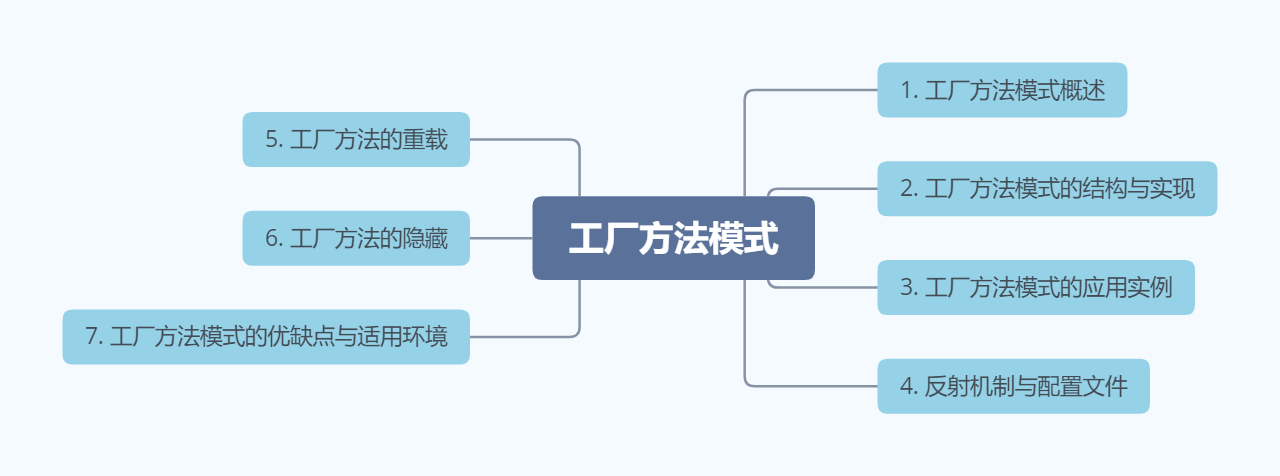 工厂方法模式
1. 工厂方法模式概述
2. 工厂方法模式的结构与实现
3. 工厂方法模式的应用实例
4. 反射机制与配置文件
5. 工厂方法的重载
6. 工厂方法的隐藏
7. 工厂方法模式的优缺点与适用环境